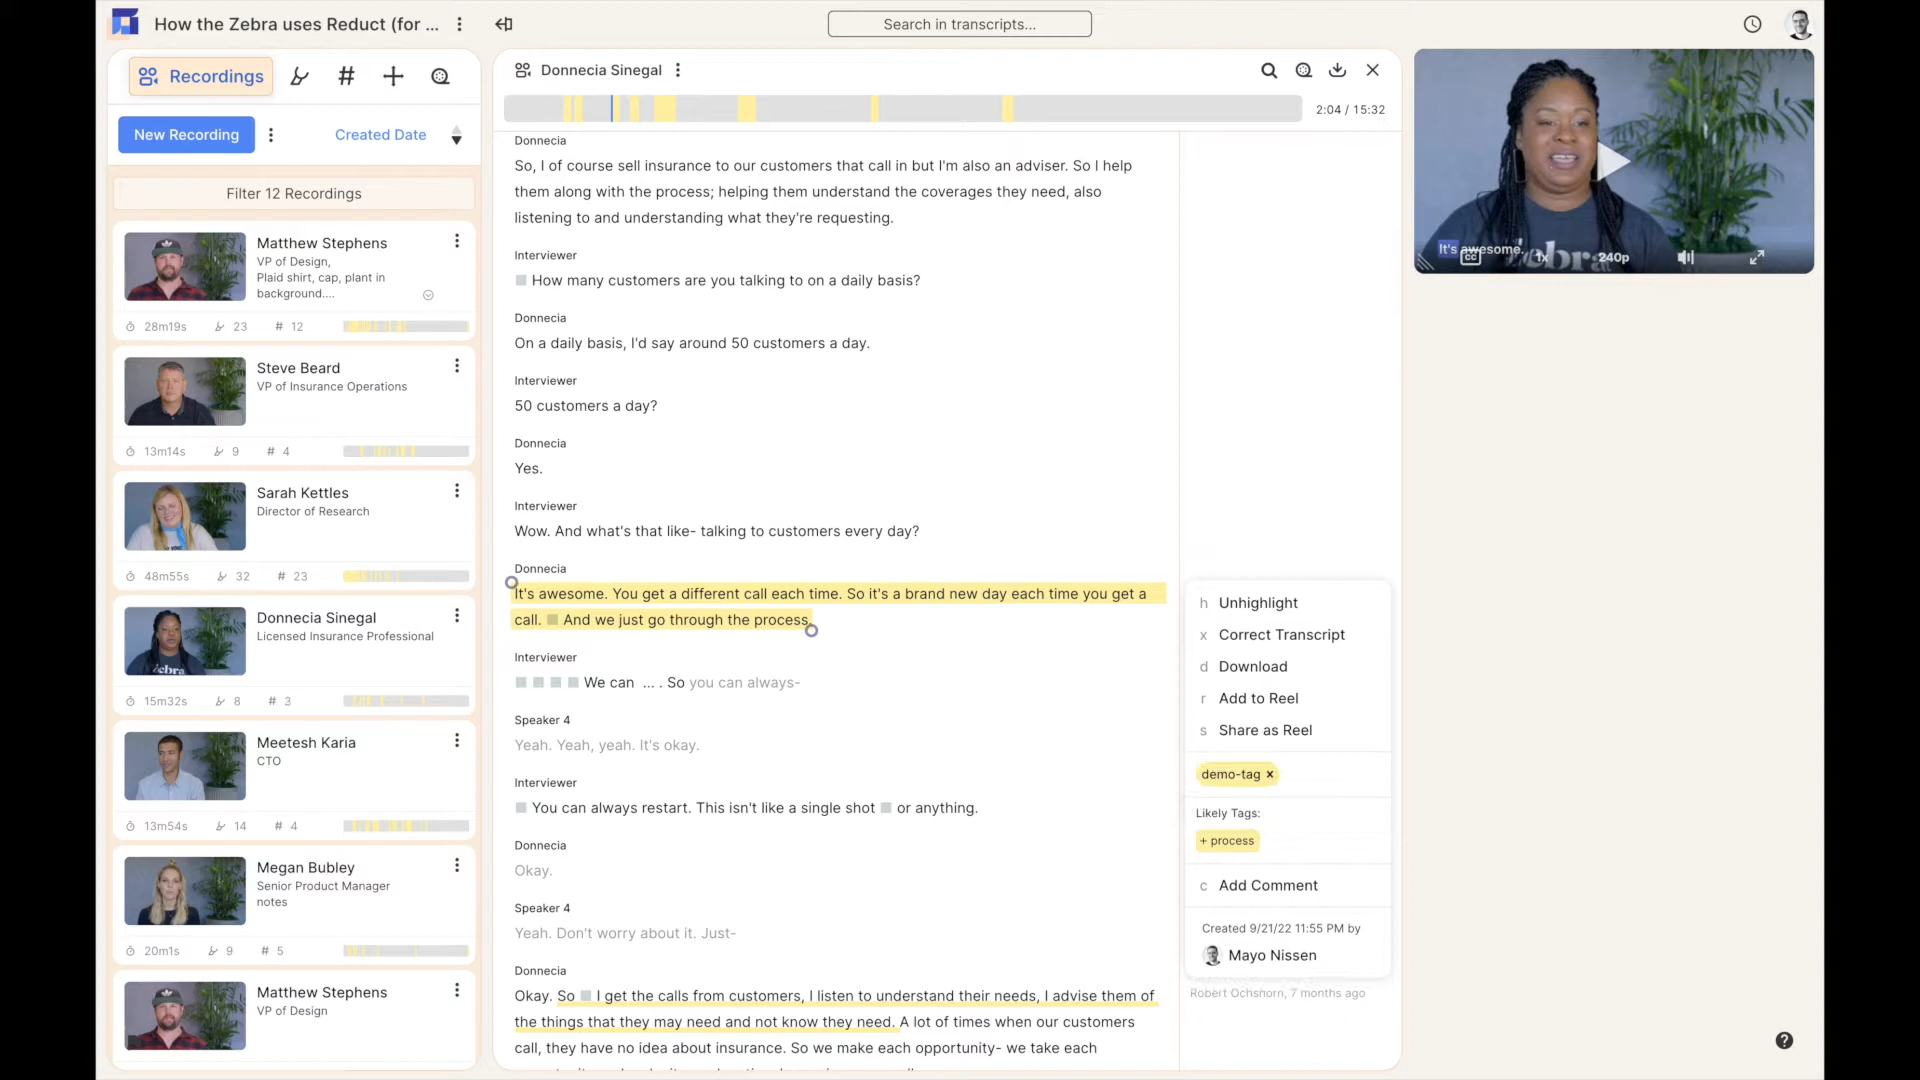 How the Zebra uses Reduct (for ...
Search in transcripts...
Recordings
#
New Recording
Created Date
Filter 12 Recordings
Matthew Stephens
VP of Design,
Plaid shirt, cap, plant in
background....
28m19s 23 # 12
Steve Beard
VP of Insurance Operations
13m14s 9 # 4
Sarah Kettles
Director of Research
48m55s 32 # 23
Donnecia Sinegal
Licensed Insurance Professional
15m32s 8 # 3
Meetesh Karia
CTO
13m54s 14 # 4
Megan Bubley
Senior Product Manager
notes
20m1s 9 # 5
Matthew Stephens
VP of Design
Donnecia Sinegal
2:04 / 15:32
Donnecia
So, I of course sell insurance to our customers that call in but I'm also an adviser. So I help
them along with the process; helping them understand the coverages they need, also
listening to and understanding what they're requesting.
Interviewer
How many customers are you talking to on a daily basis?
Donnecia
On a daily basis, I'd say around 50 customers a day.
Interviewer
50 customers a day?
Donnecia
Yes.
Interviewer
Wow. And what's that like- talking to customers every day?
Donnecia
It's awesome. You get a different call each time. So it's a brand new day each time you get a
call. And we just go through the process.
Interviewer
We can ... . So you can always-
Speaker 4
Yeah. Yeah, yeah. It's okay.
Interviewer
You can always restart. This isn't like a single shot or anything.
Donnecia
Okay.
Speaker 4
Yeah. Don't worry about it. Just-
Donnecia
Okay. So I get the calls from customers, I listen to understand their needs, I advise them of
the things that they may need and not know they need. A lot of times when our customers
call, they have no idea about insurance. So we make each opportunity- we take each
h Unhighlight
x Correct Transcript
d Download
r Add to Reel
s Share as Reel
demo-tag ×
Likely Tags:
+ process
c Add Comment
Created 9/21/22 11:55 PM by
Mayo Nissen
Robert Ochshorn, 7 months ago
It's awesome.
CC 1x 240p
zebra
?